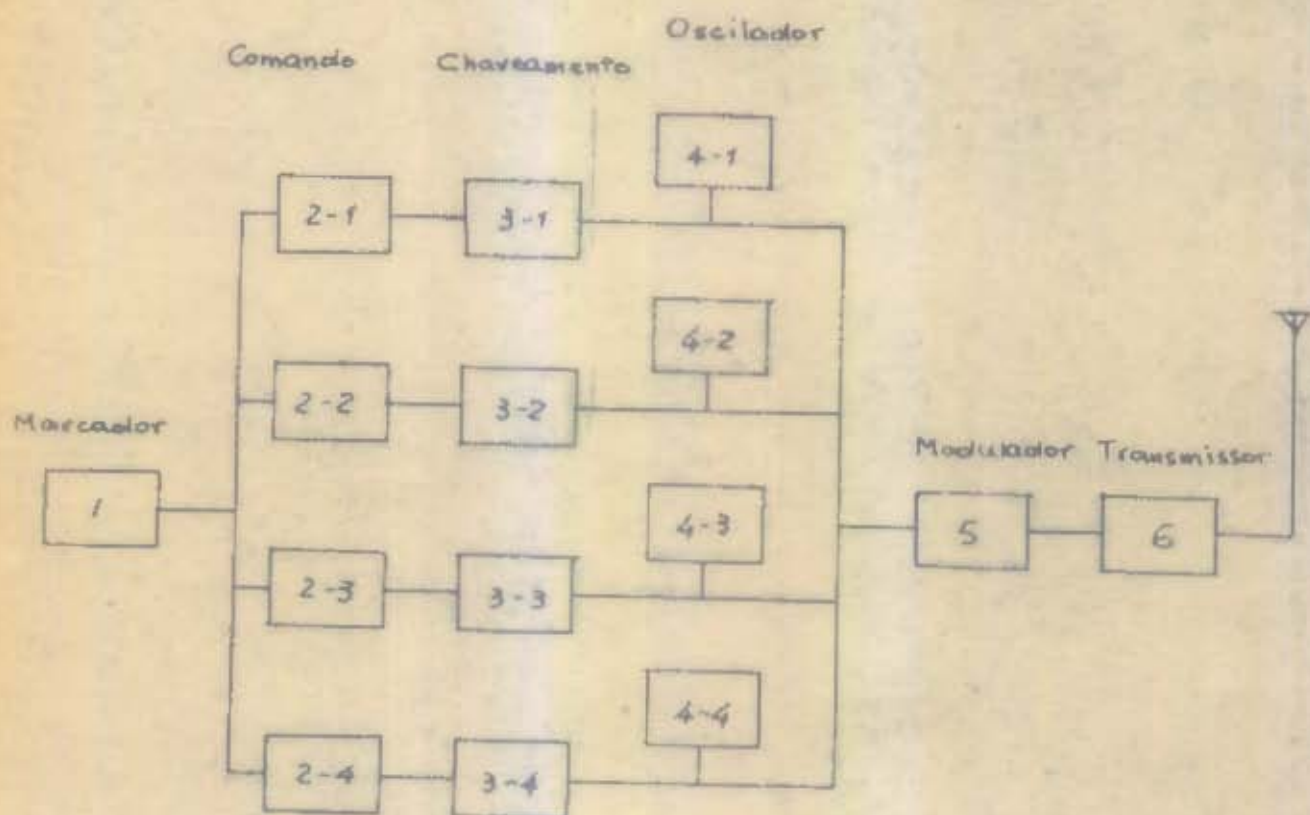 Oscilador
Comando
Chaveamento
4-1
2-1
3-1
4-2
2-2
3-2
Marcador
Modulador
Transmissor
1
4-3
5
6
2-3
3-3
4-4
2-4
3-4